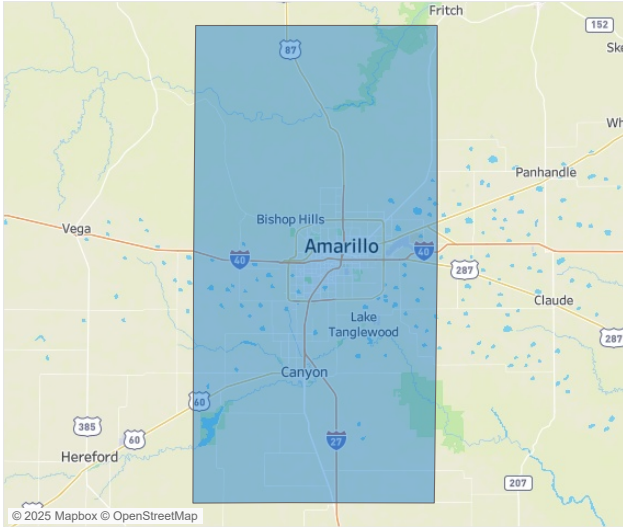 Fritch
152
Ske
87
Wh
Panhandle
Bishop Hills
Vega
Amarillo
40
40
287
Claude
Lake
Tanglewood
287
Canyon
60
385
60
27
Hereford
207
© 2025 Mapbox © OpenStreetMap